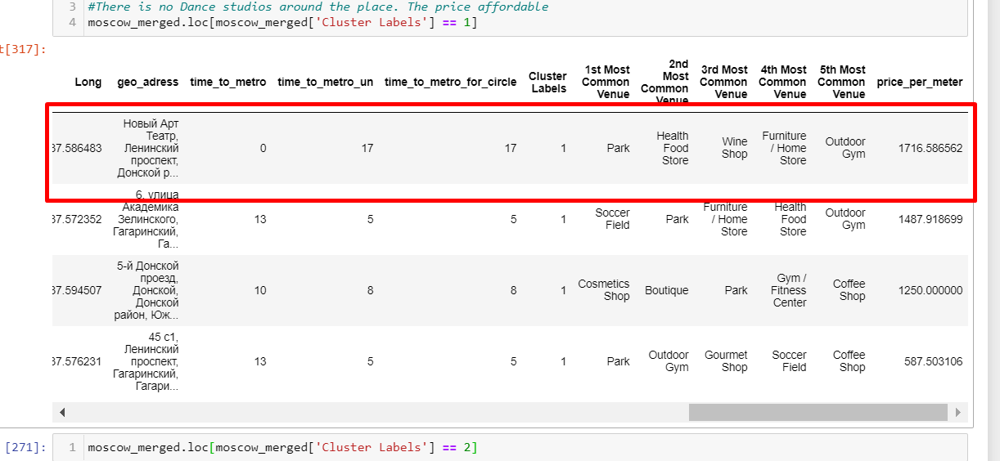 3 #There is no Dance studios around the place. The price affordable
4 moscow_merged.loc[moscow_merged['Cluster Labels'] == 1]
t[317]:
Long geo_adress time_to_metro time_to_metro_un time_to_metro_for_circle Cluster Labels 1st Most Common Venue 2nd Most Common Venue 3rd Most Common Venue 4th Most Common Venue 5th Most Common Venue price_per_meter
37.586483 Новый Арт Театр, Ленинский проспект, Донской р... 0 17 17 1 Park Health Food Store Wine Shop Furniture / Home Store Outdoor Gym 1716.586562
37.572352 6, улица Академика Зелинского, Гагаринский, Га... 13 5 5 1 Soccer Field Park Furniture / Home Store Health Food Store Outdoor Gym 1487.918699
37.594507 5-й Донской проезд, Донской, Донской район, Юж... 10 8 8 1 Cosmetics Shop Boutique Park Gym / Fitness Center Coffee Shop 1250.000000
37.576231 45 с1, Ленинский проспект, Гагаринский, Гагари... 13 5 5 1 Park Outdoor Gym Gourmet Shop Soccer Field Coffee Shop 587.503106
[271]: 1 moscow_merged.loc[moscow_merged['Cluster Labels'] == 2]